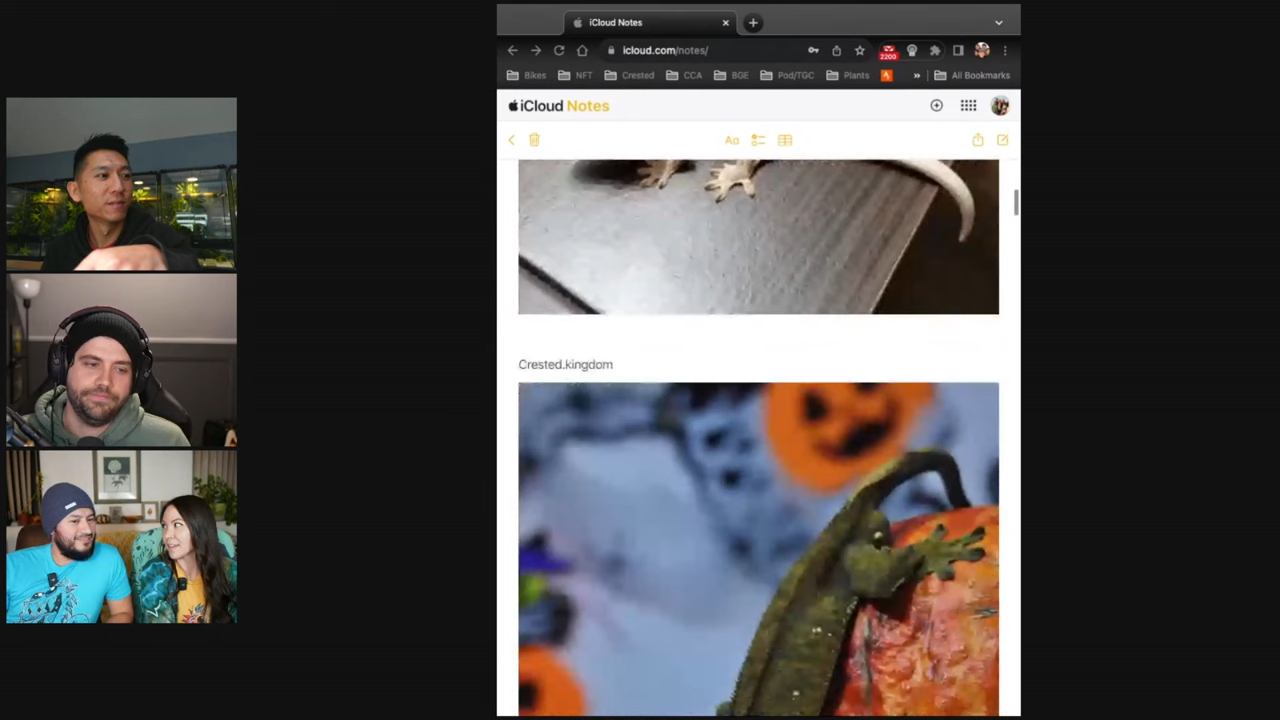 iCloud Notes
icloud.com/notes/
2200
Bikes
NFT
Crested
CCA
BGE
Pod/TGC
Plants
»
All Bookmarks
iCloud Notes
Aa
Crested.kingdom